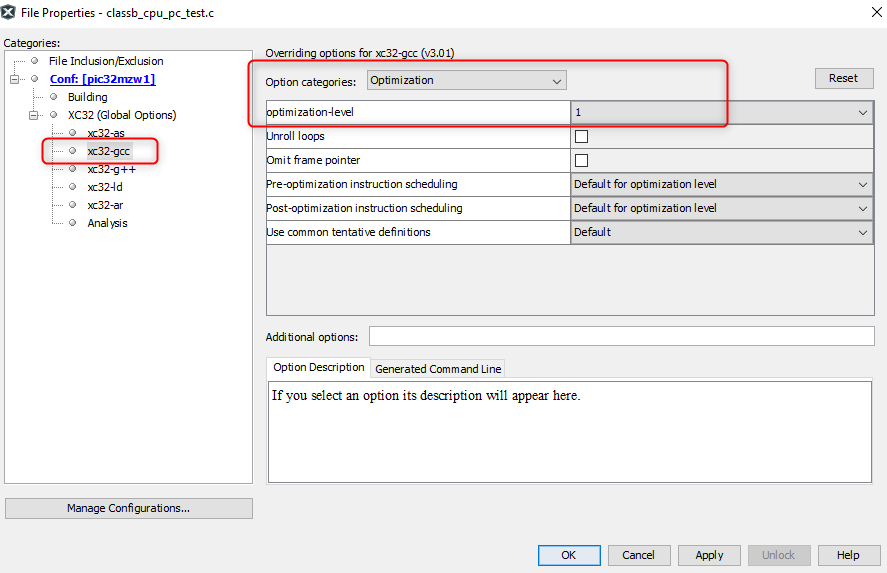 File Properties - classb_cpu_pc_test.c
Categories:
File Inclusion/Exclusion
Conf: [pic32mzw1]
Building
XC32 (Global Options)
xc32-as
xc32-gcc
xc32-g++
xc32-ld
xc32-ar
Analysis
Manage Configurations...
Overriding options for xc32-gcc (v3.01)
Option categories: Optimization Reset
optimization-level 1
Unroll loops
Omit frame pointer
Pre-optimization instruction scheduling Default for optimization level
Post-optimization instruction scheduling Default for optimization level
Use common tentative definitions Default
Additional options:
Option Description Generated Command Line
If you select an option its description will appear here.
OK Cancel Apply Unlock Help